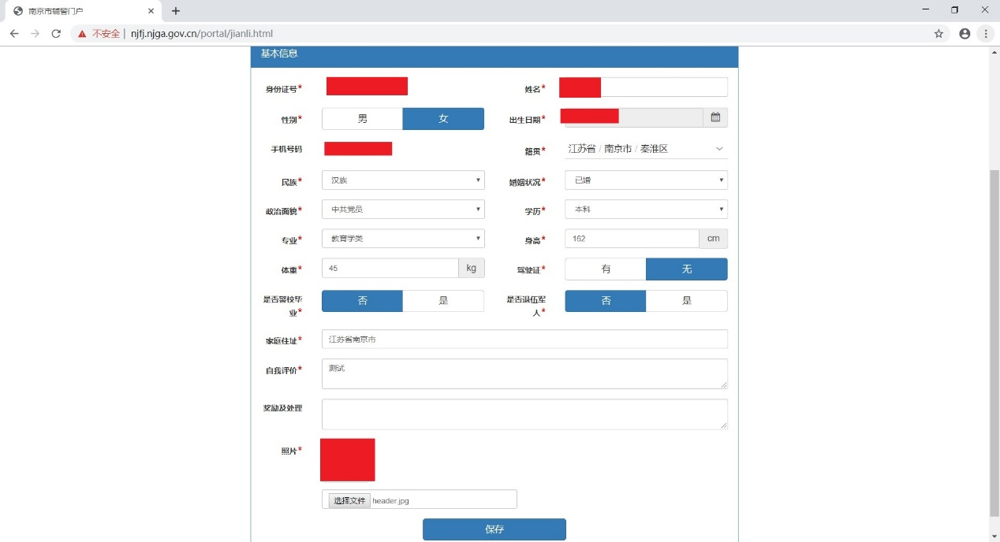 南京市辅警门户
不安全 | njfj.njga.gov.cn/portal/jianli.html
基本信息
身份证号* 姓名*
性别* 男 女 出生日期*
手机号码 籍贯* 江苏省 / 南京市 / 秦淮区
民族* 汉族 婚姻状况* 已婚
政治面貌* 中共党员 学历* 本科
专业* 教育学类 身高* 162 cm
体重* 45 kg 驾驶证* 有 无
是否警校毕 否 是 是否退伍军 否 是
业* 人*
家庭住址* 江苏省南京市
自我评价* 测试
奖励及处理
照片*
选择文件 header.jpg
保存